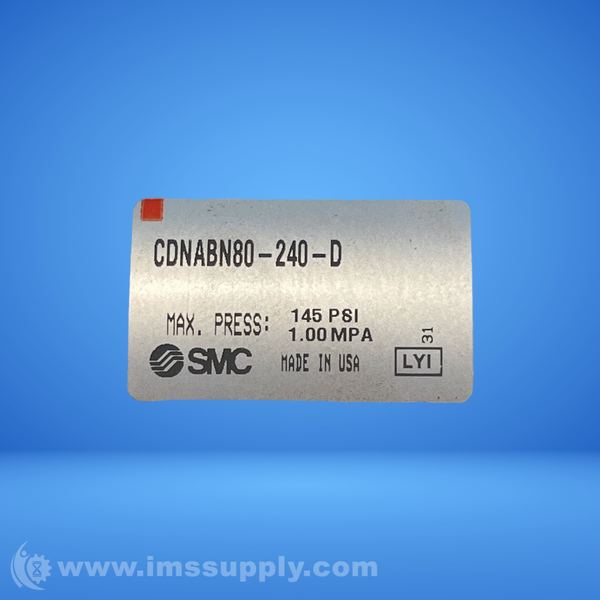 CDNABN80-240-D
MAX. PRESS: 145 PSI
1.00 MPA
SMC MADE IN USA LYI 31
www.imssupply.com